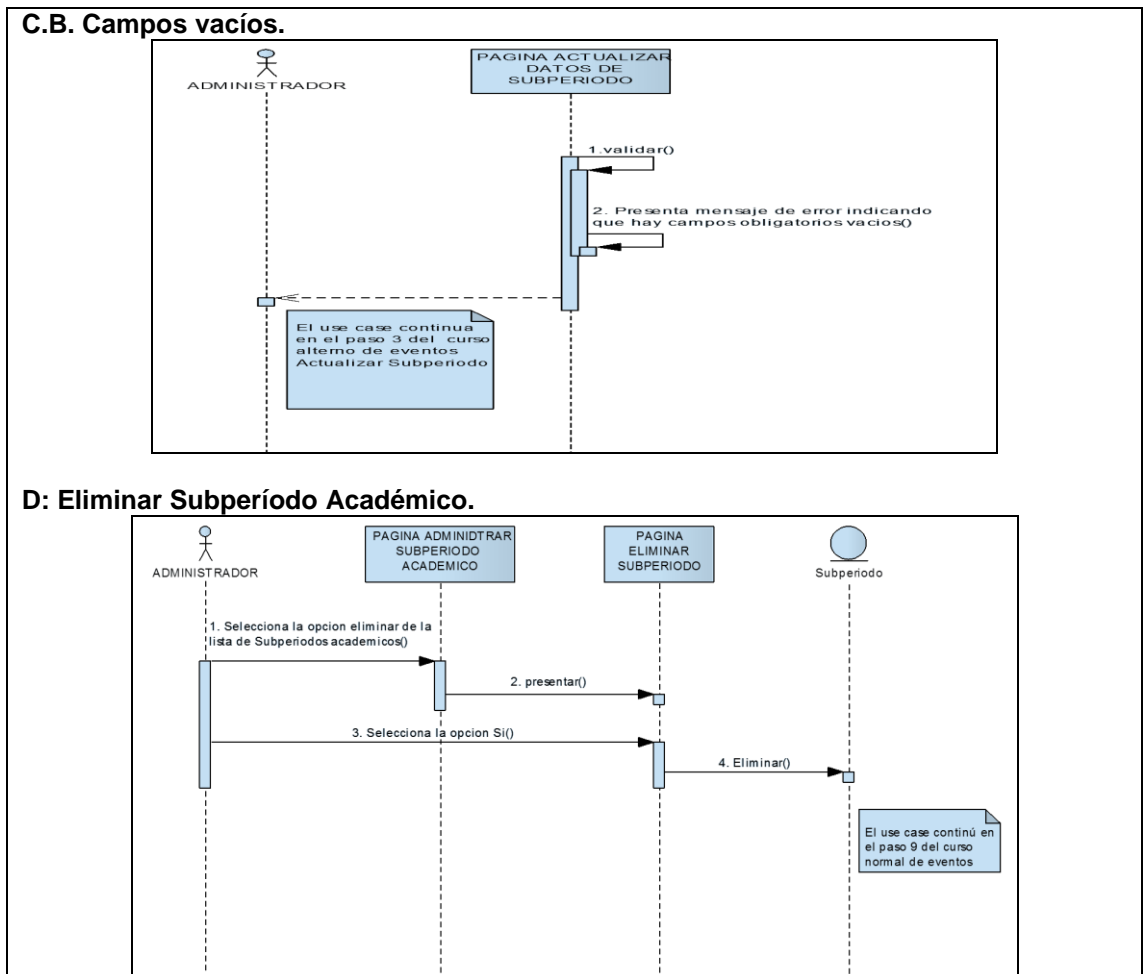 C.B. Campos vacíos.
ADMINISTRADOR
PAGINA ACTUALIZAR
DATOS DE
SUBPERIODO
1.validar()
2. Presenta mensaje de error indicando
que hay campos obligatorios vacios()
El use case continua
en el paso 3 del curso
alterno de eventos
Actualizar Subperiodo
D: Eliminar Subperíodo Académico.
ADMINISTRADOR
PAGINA ADMINIDTRAR
SUBPERIODO
ACADEMICO
PAGINA
ELIMINAR
SUBPERIODO
Subperiodo
1. Selecciona la opcion eliminar de la
lista de Subperiodos academicos()
2. presentar()
3. Selecciona la opcion Si()
4. Eliminar()
El use case continú en
el paso 9 del curso
normal de eventos